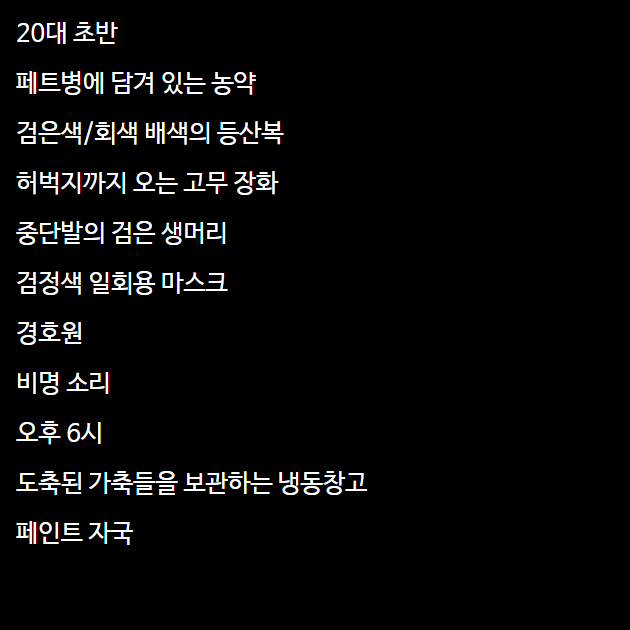 20대 초반
페트병에 담겨 있는 농약
검은색/회색 배색의 등산복
허벅지까지 오는 고무 장화
중단발의 검은 생머리
검정색 일회용 마스크
경호원
비명 소리
오후 6시
도축된 가축들을 보관하는 냉동창고
페인트 자국